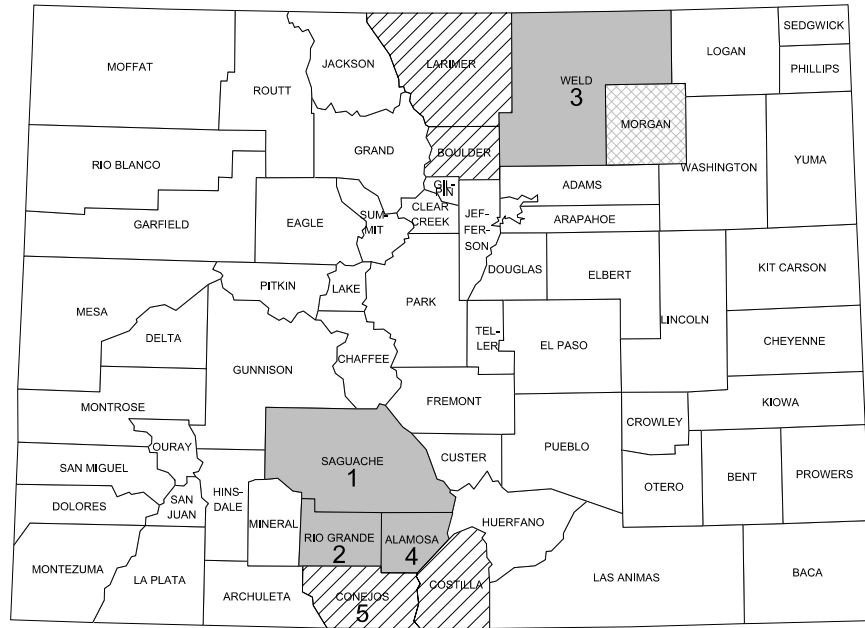 SEDGWICK
LOGAN
JACKSON
LARIMER
MOFFAT
PHILLIPS
ROUTT
WELD
3
MORGAN
GRAND
BOULDER
YUMA
RIO BLANCO
WASHINGTON
GIL-
PIN
ADAMS
CLEAR
CREEK
SUM-
MIT
JEF-
FER-
SON
ARAPAHOE
EAGLE
GARFIELD
DOUGLAS
ELBERT
KIT CARSON
PITKIN
LAKE
PARK
MESA
LINCOLN
TEL-
LER
DELTA
EL PASO
CHEYENNE
CHAFFEE
GUNNISON
FREMONT
KIOWA
MONTROSE
CROWLEY
PUEBLO
OURAY
SAGUACHE
1
CUSTER
SAN MIGUEL
BENT
PROWERS
OTERO
HINS-
DALE
DOLORES
SAN
JUAN
MINERAL
HUERFANO
RIO GRANDE
2
ALAMOSA
4
MONTEZUMA
LA PLATA
LAS ANIMAS
BACA
COSTILLA
ARCHULETA
CONEJOS
5